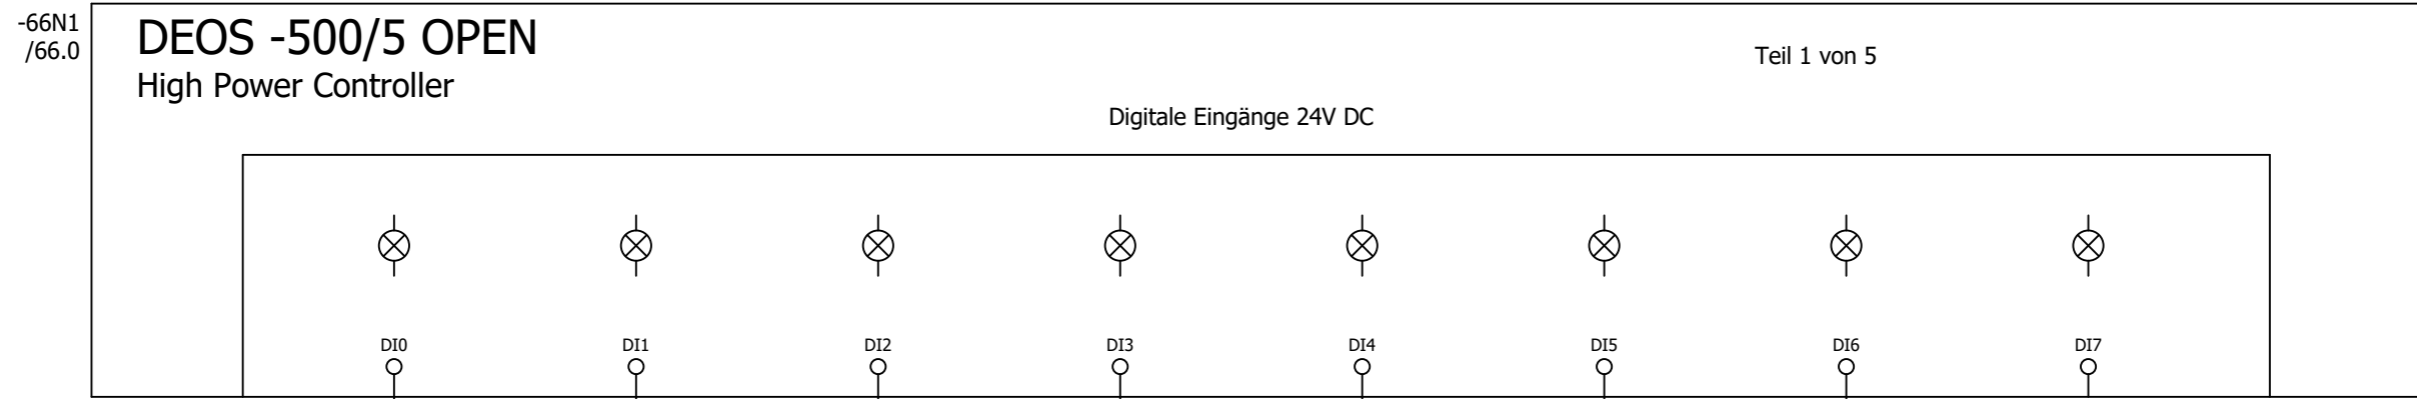 -66N1
/66.0
DEOS -500/5 OPEN
High Power Controller
Teil 1 von 5
Digitale Eingänge 24V DC
DI0 DI1 DI2 DI3 DI4 DI5 DI6 DI7